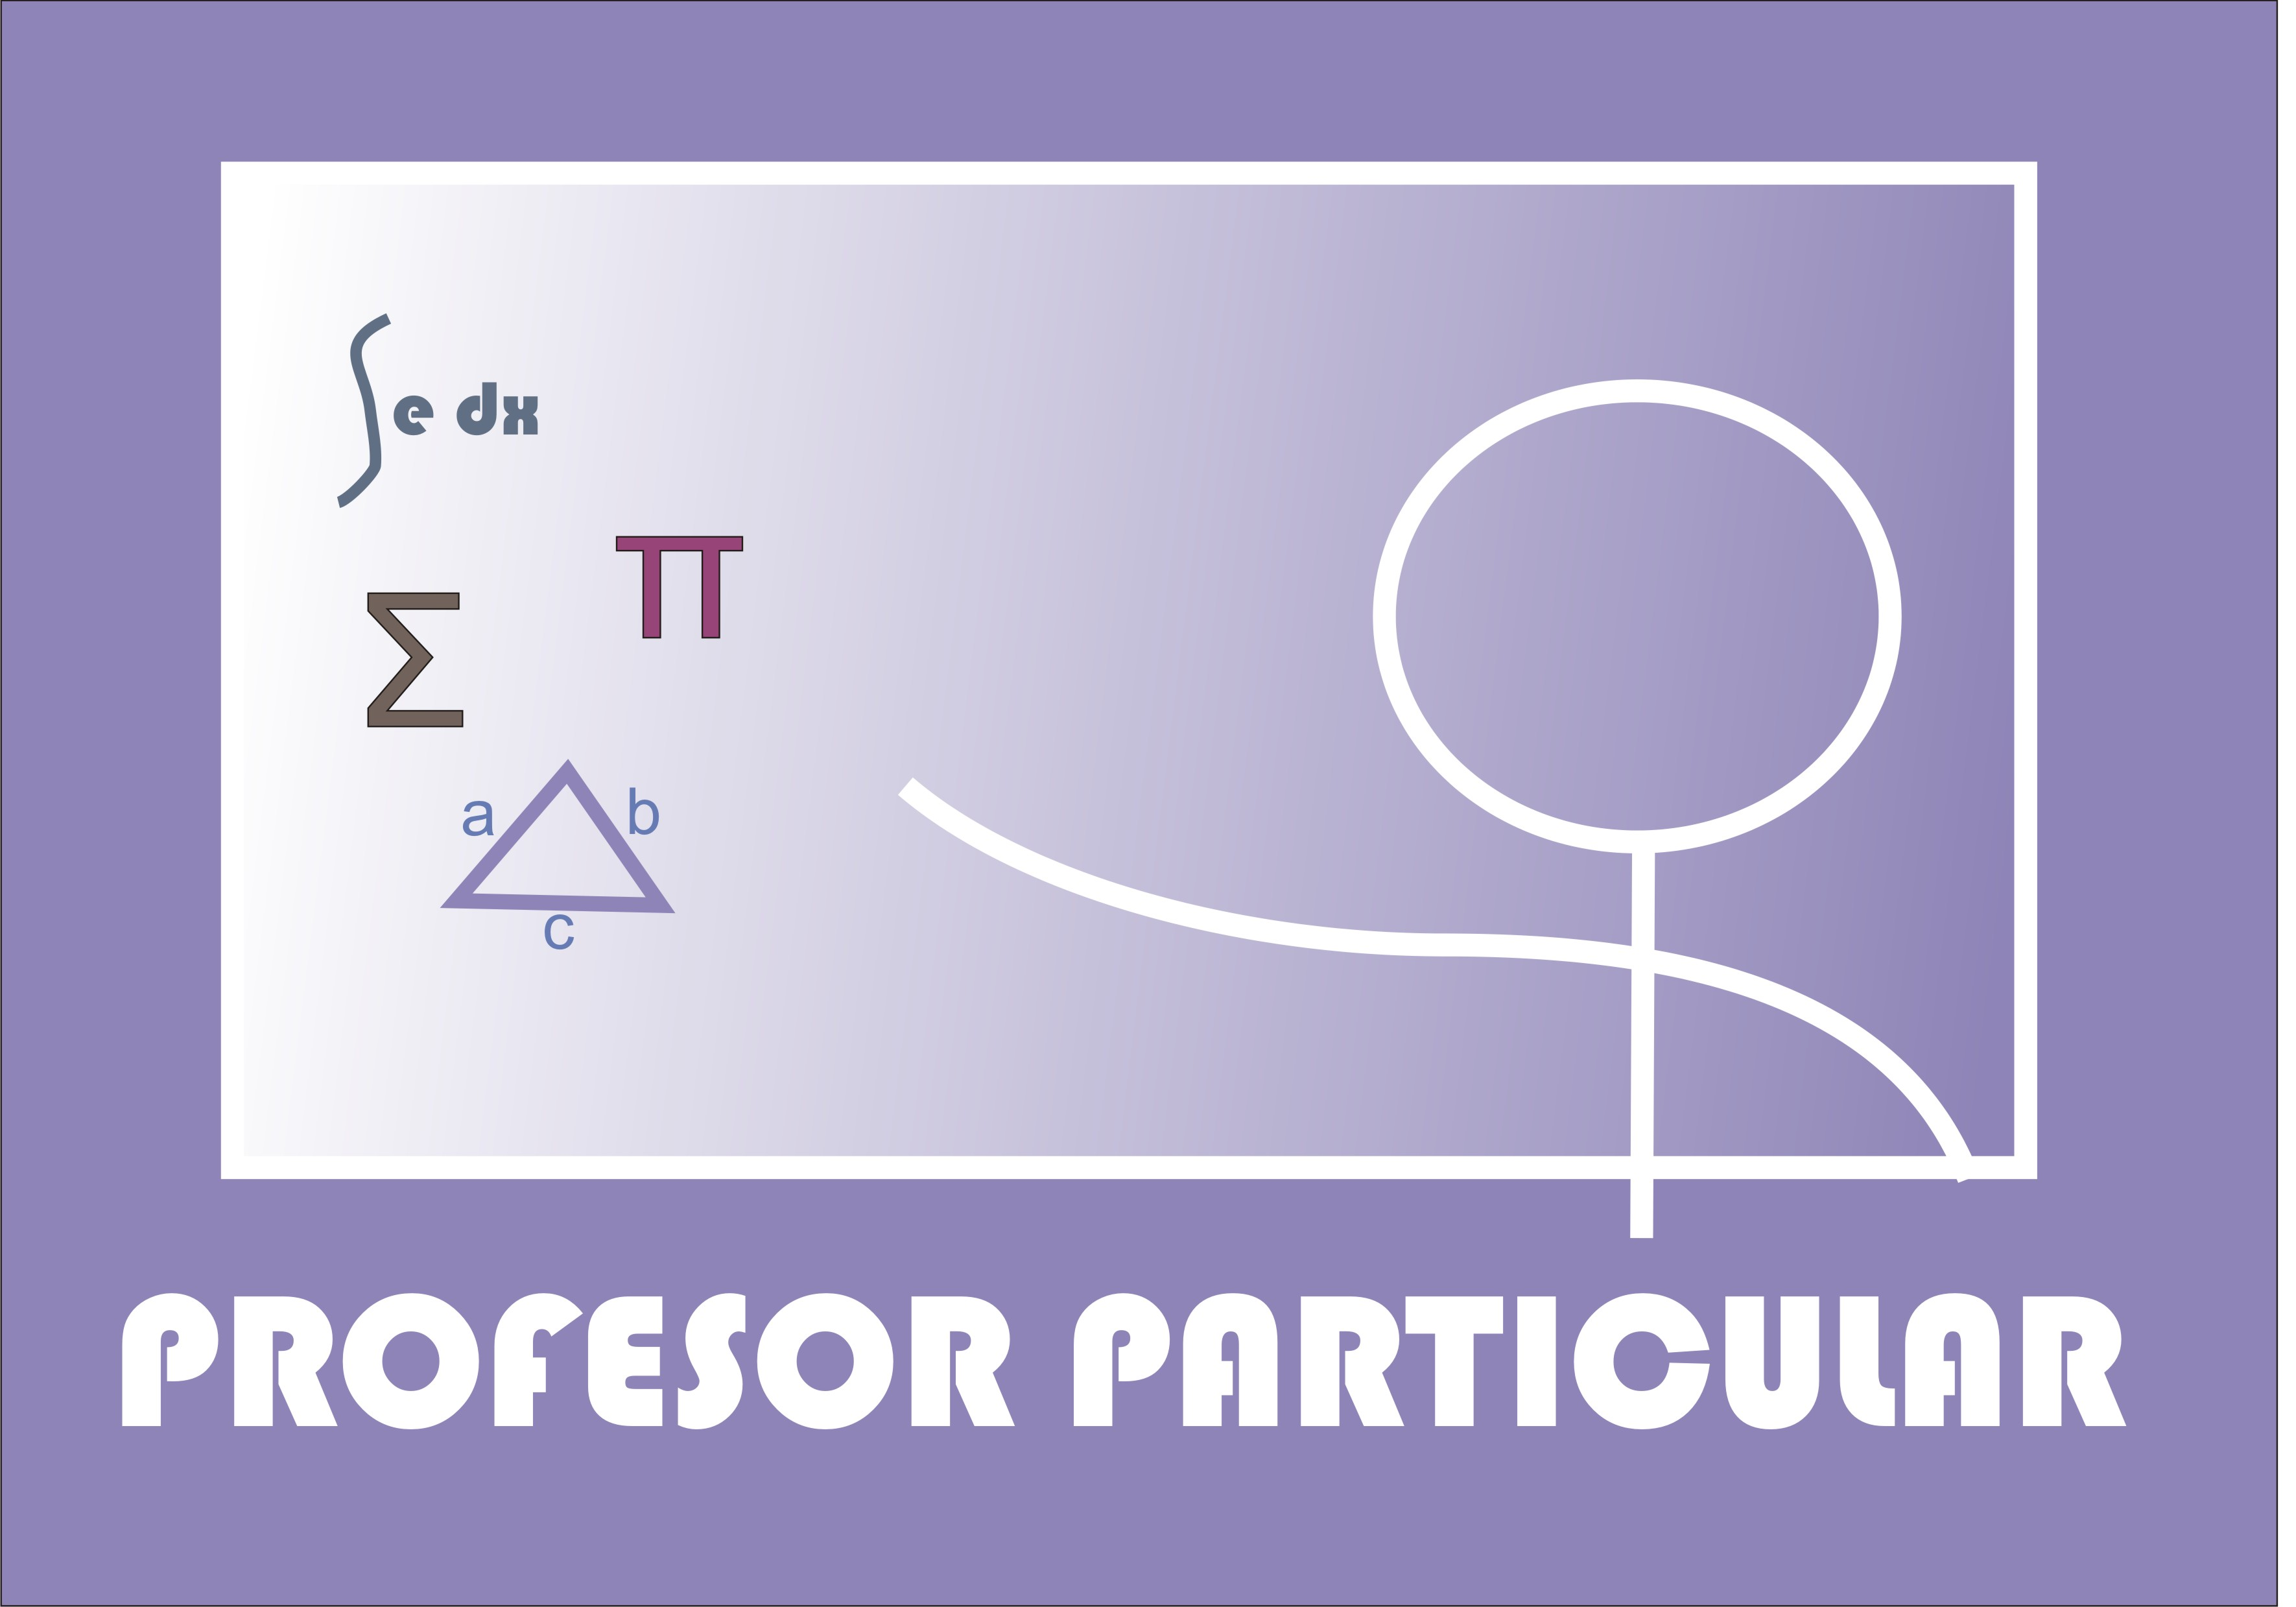 ∫e dx
π
Σ
a b
c
PROFESOR PARTICULAR